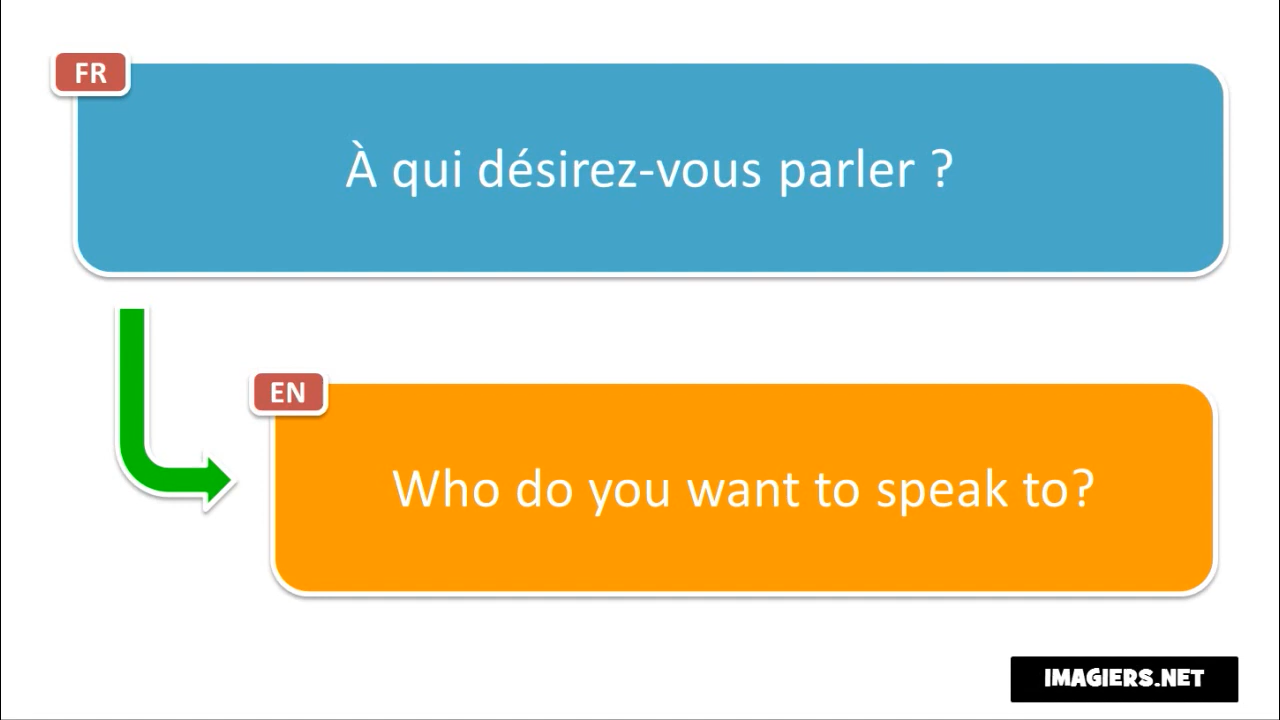 FR
À qui désirez-vous parler ?
EN
Who do you want to speak to?
IMAGIERS.NET